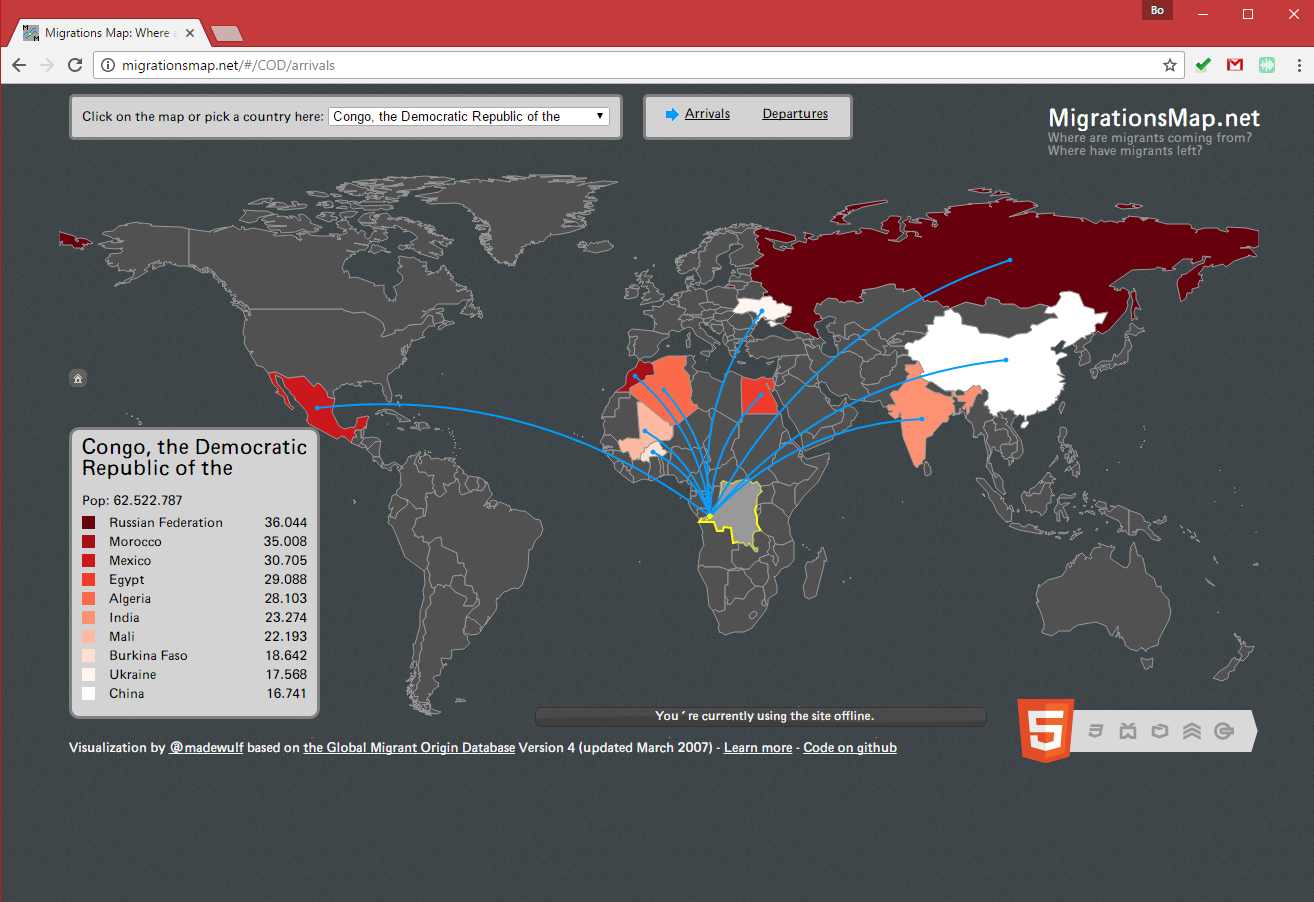 Bo
Migrations Map: Where a
migrationsmap.net/#/COD/arrivals
Click on the map or pick a country here: Congo, the Democratic Republic of the
Arrivals Departures
MigrationsMap.net
Where are migrants coming from?
Where have migrants left?
Congo, the Democratic
Republic of the
Pop: 62.522.787
Russian Federation 36.044
Morocco 35.008
Mexico 30.705
Egypt 29.088
Algeria 28.103
India 23.274
Mali 22.193
Burkina Faso 18.642
Ukraine 17.568
China 16.741
You ’ re currently using the site offline.
Visualization by @madewulf based on the Global Migrant Origin Database Version 4 (updated March 2007) - Learn more - Code on github
5